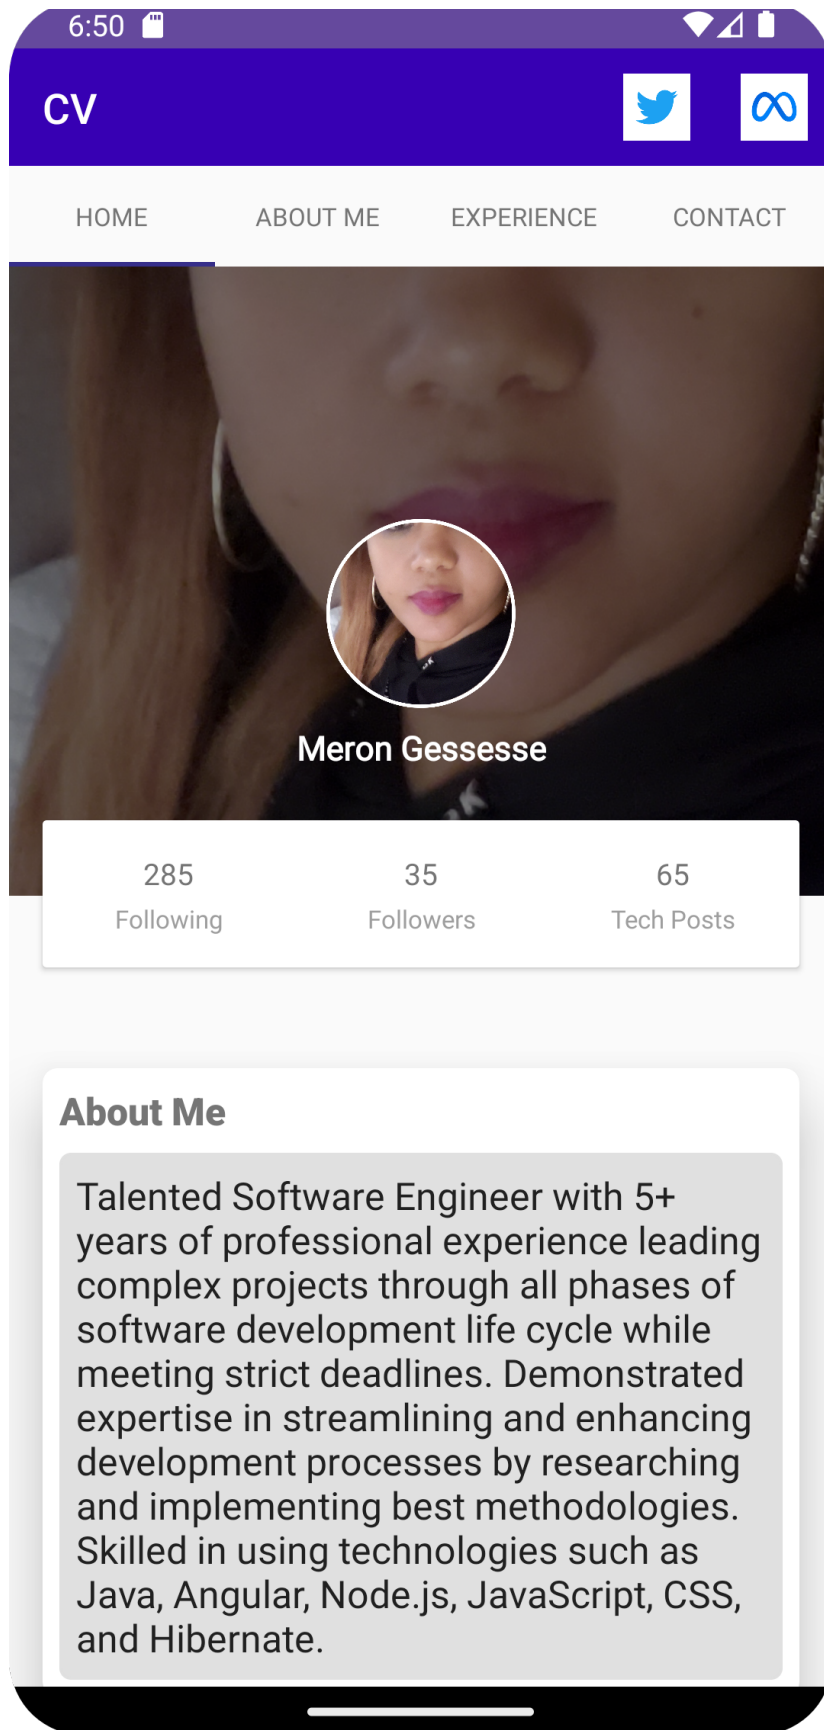 6:50
CV
HOME ABOUT ME EXPERIENCE CONTACT
Meron Gessesse
285 35 65
Following Followers Tech Posts
About Me
Talented Software Engineer with 5+
years of professional experience leading
complex projects through all phases of
software development life cycle while
meeting strict deadlines. Demonstrated
expertise in streamlining and enhancing
development processes by researching
and implementing best methodologies.
Skilled in using technologies such as
Java, Angular, Node.js, JavaScript, CSS,
and Hibernate.